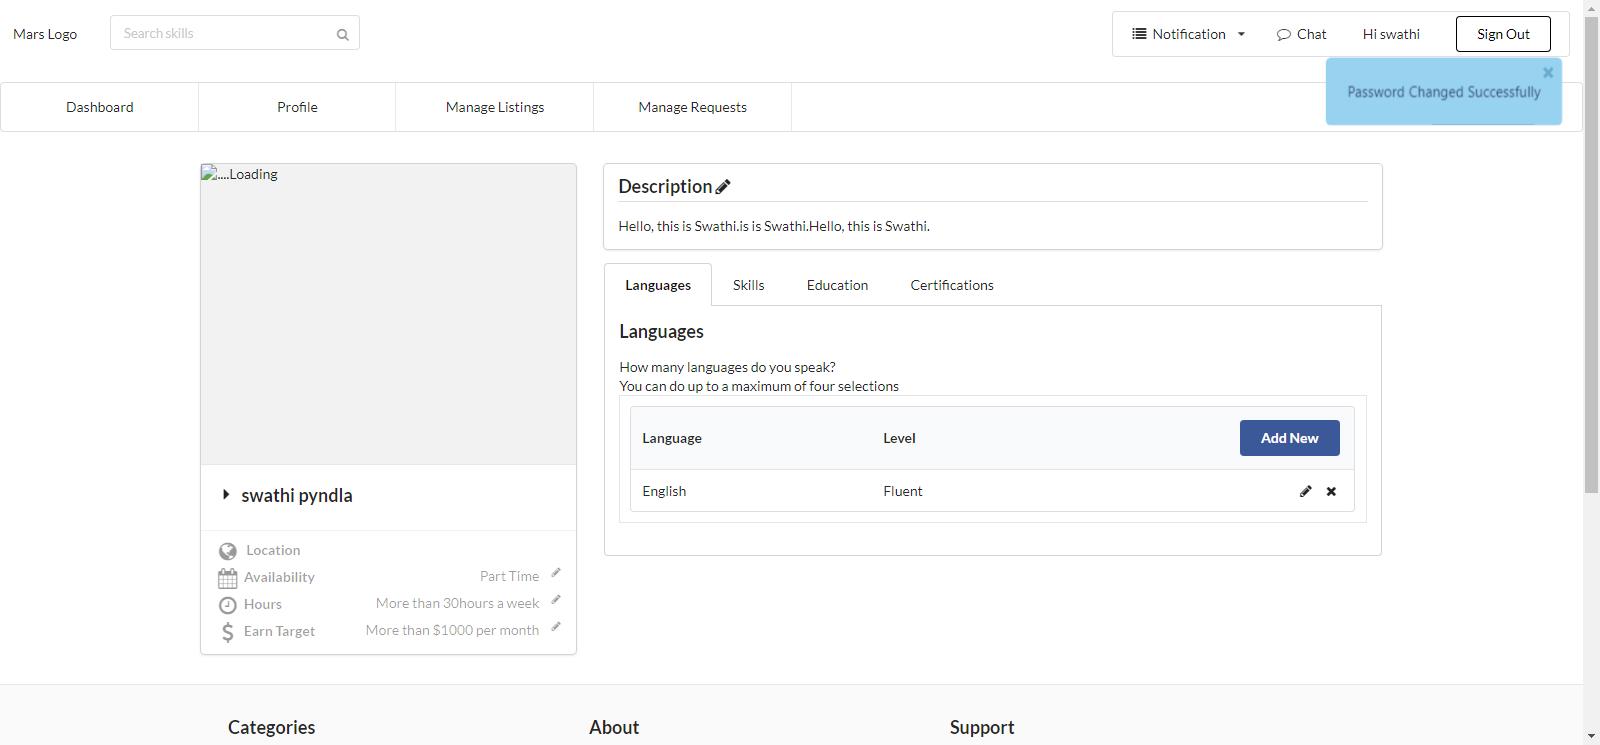 Mars Logo
Search skills
Notification
Chat
Hi swathi
Sign Out
Password Changed Successfully
Dashboard
Profile
Manage Listings
Manage Requests
....Loading
swathi pyndla
Location
Availability
Part Time
Hours
More than 30hours a week
Earn Target
More than $1000 per month
Description
Hello, this is Swathi.is is Swathi.Hello, this is Swathi.
Languages
Skills
Education
Certifications
Languages
How many languages do you speak?
You can do up to a maximum of four selections
Language
Level
Add New
English
Fluent
Categories
About
Support